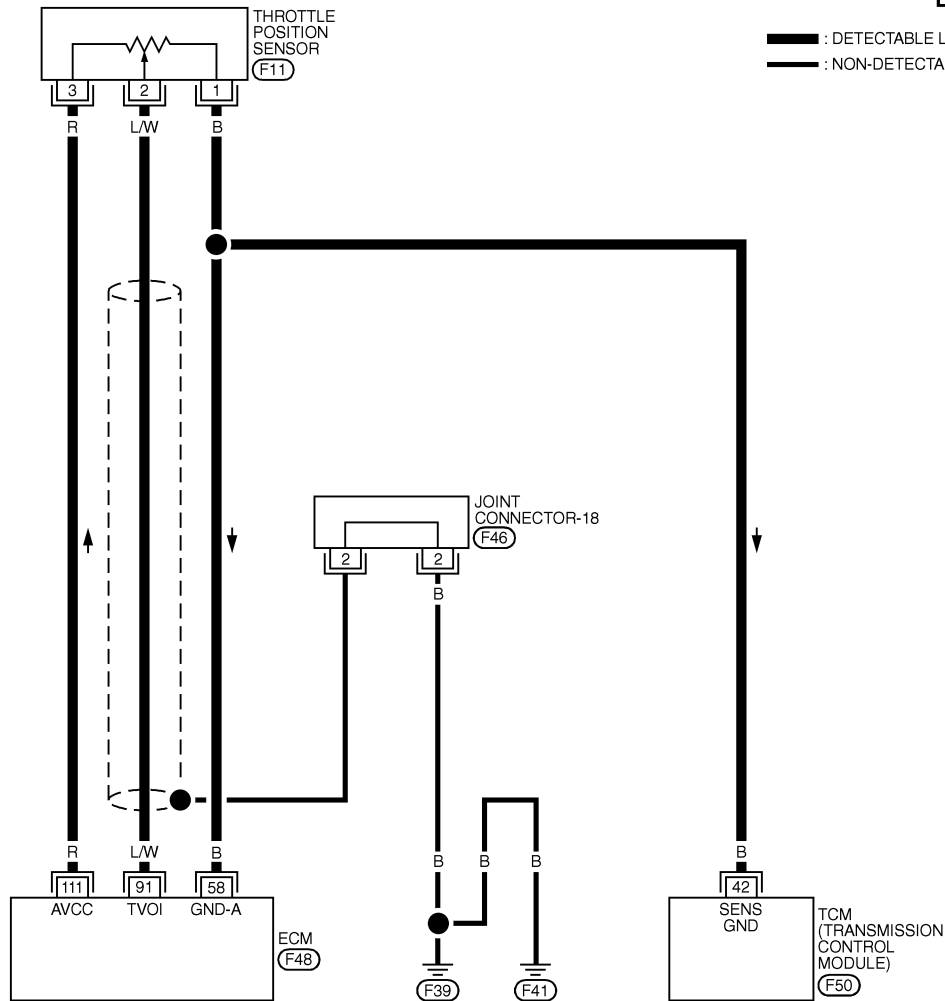 THROTTLE
POSITION
SENSOR
F11
: DETECTABLE L
: NON-DETECTA
3 2 1
R L/W B
JOINT
CONNECTOR-18
F46
2 2
B
B B B
R L/W B B
111 91 58 42
AVCC TVOI GND-A
SENS
GND
ECM
F48
TCM
(TRANSMISSION
CONTROL
MODULE)
F50
F39 F41